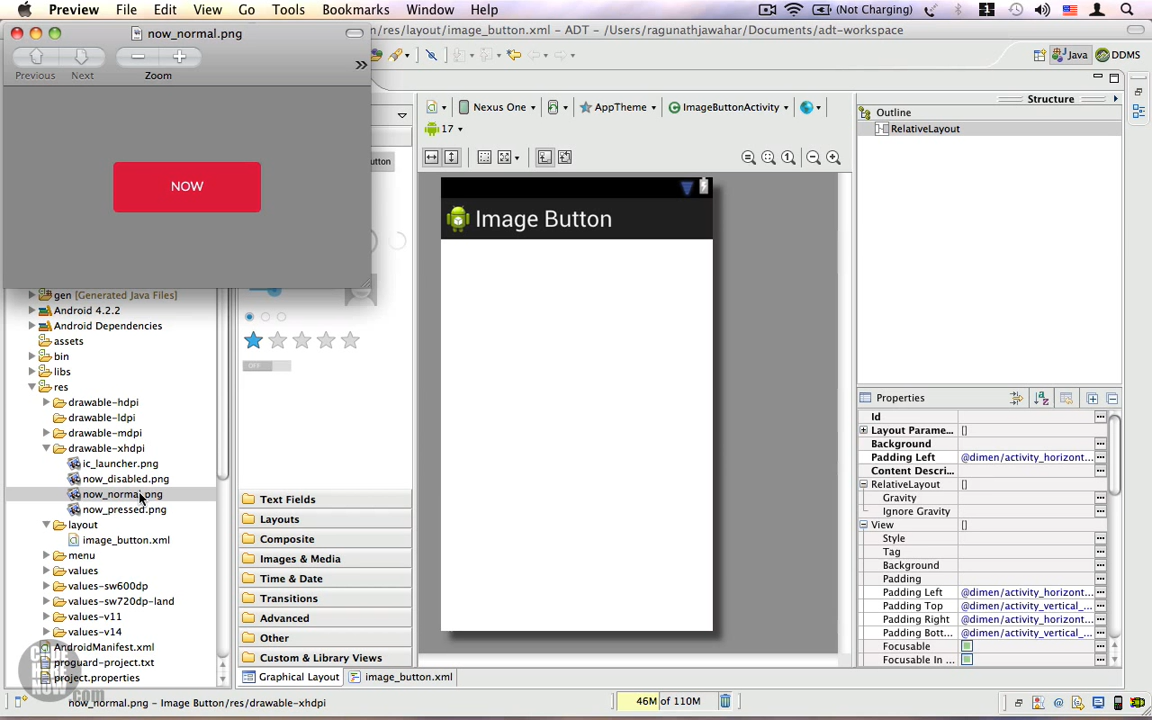 Preview File Edit View Go Tools Bookmarks Window Help (Not Charging)
now_normal.png
/res/layout/image_button.xml - ADT - /Users/ragunathjawahar/Documents/adt-workspace
Previous Next Zoom
Java DDMS
Nexus One AppTheme ImageButtonActivity
17
Structure
Outline
RelativeLayout
NOW
Image Button
gen [Generated Java Files]
Android 4.2.2
Android Dependencies
assets
bin
libs
res
drawable-hdpi
drawable-ldpi
drawable-mdpi
drawable-xhdpi
ic_launcher.png
now_disabled.png
now_normal.png
now_pressed.png
layout
image_button.xml
menu
values
values-sw600dp
values-sw720dp-land
values-v11
values-v14
AndroidManifest.xml
proguard-project.txt
project.properties
OFF
Text Fields
Layouts
Composite
Images & Media
Time & Date
Transitions
Advanced
Other
Custom & Library Views
Graphical Layout image_button.xml
Properties
Id
Layout Parame... []
Background
Padding Left @dimen/activity_horizont...
Content Descri...
RelativeLayout []
Gravity
Ignore Gravity
View []
Style
Tag
Background
Padding
Padding Left @dimen/activity_horizont...
Padding Top @dimen/activity_vertical_...
Padding Right @dimen/activity_horizont...
Padding Bott... @dimen/activity_vertical_...
Focusable
Focusable In ...
now_normal.png - Image Button/res/drawable-xhdpi
46M of 110M